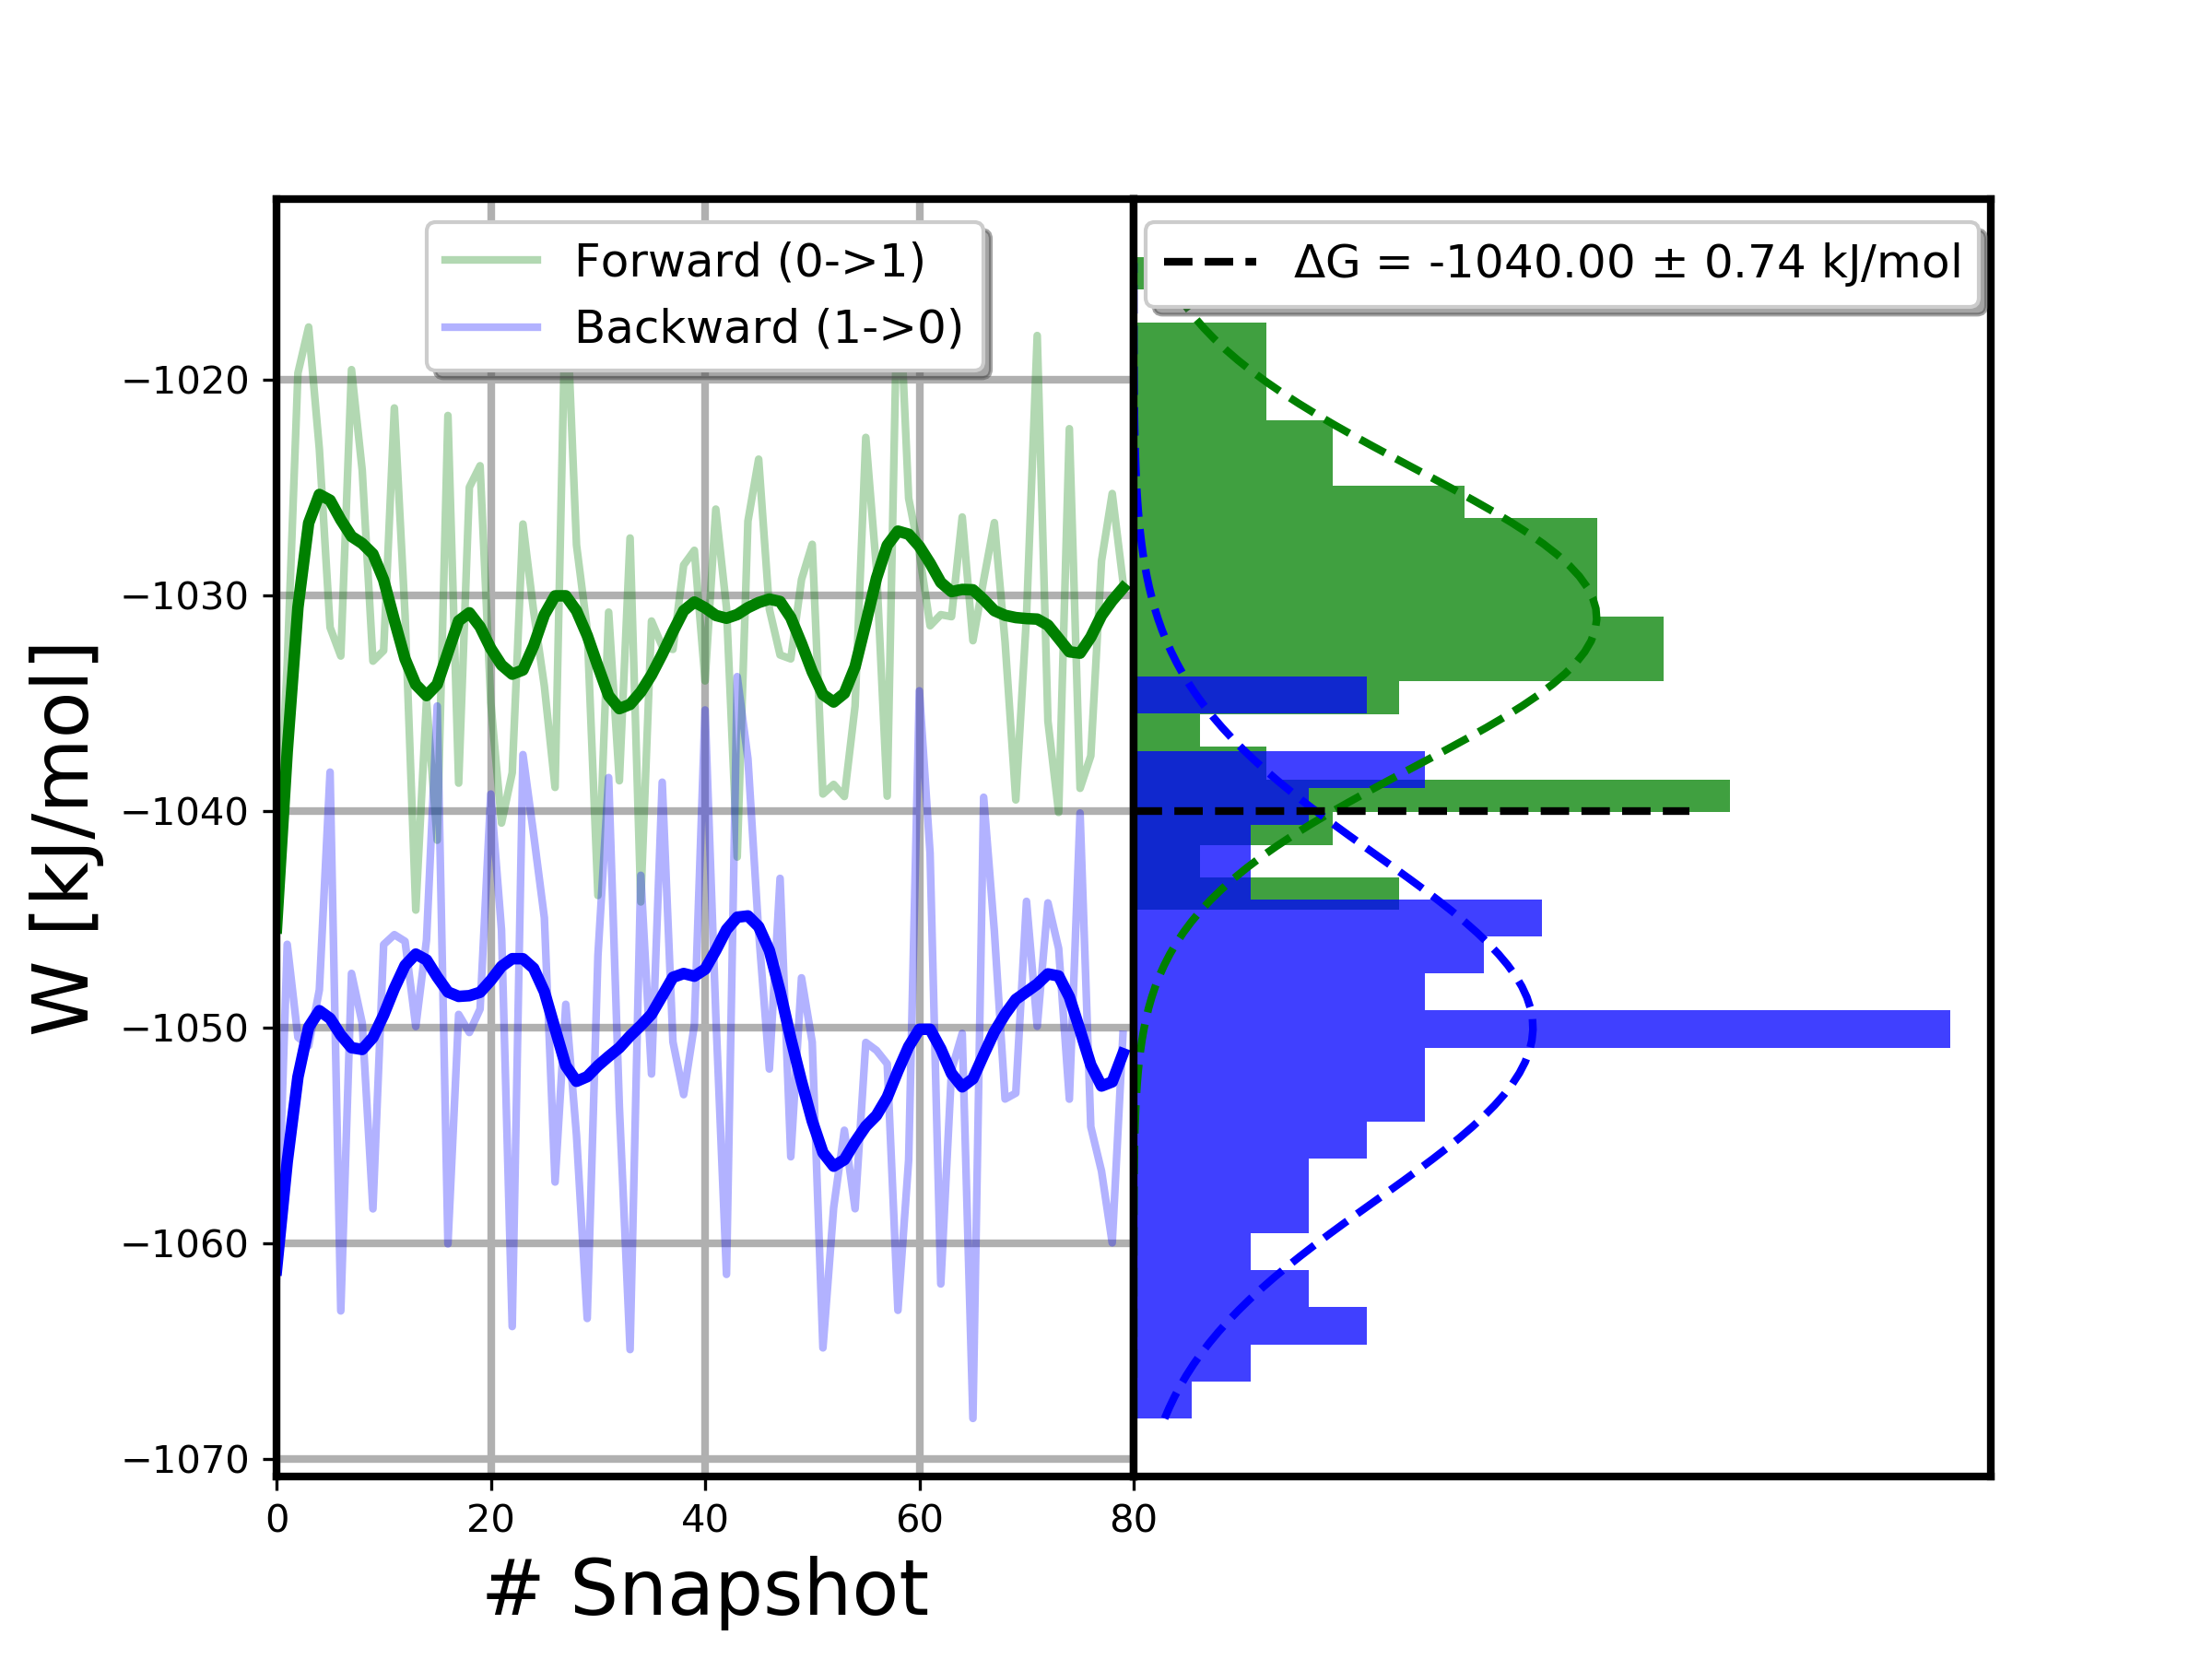 Forward (0->1)
Backward (1->0)
ΔG = -1040.00 ± 0.74 kJ/mol
W [kJ/mol]
−1020
−1030
−1040
−1050
−1060
−1070
0 20 40 60 80
# Snapshot